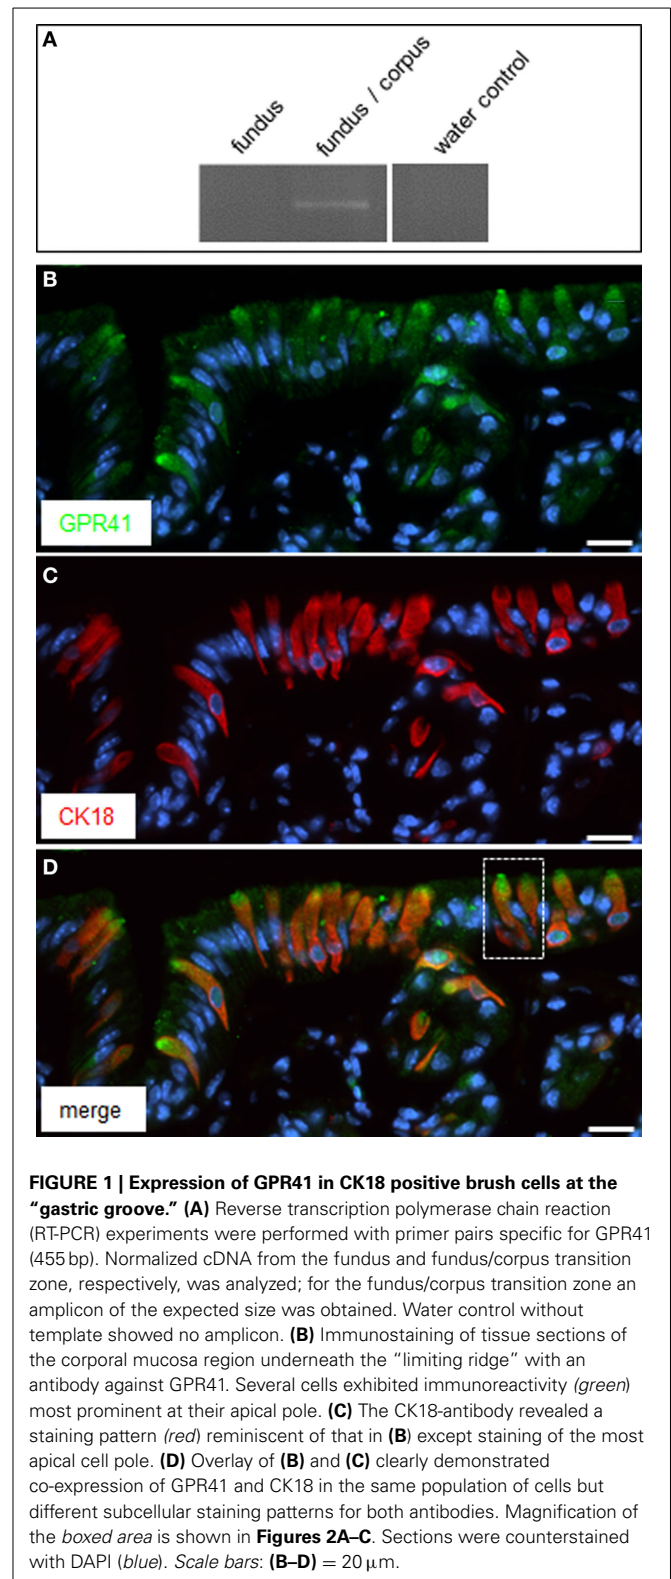 A
fundus
fundus / corpus
water control
B
GPR41
C
CK18
D
merge
FIGURE 1 | Expression of GPR41 in CK18 positive brush cells at the
“gastric groove.” (A) Reverse transcription polymerase chain reaction
(RT-PCR) experiments were performed with primer pairs specific for GPR41
(455 bp). Normalized cDNA from the fundus and fundus/corpus transition
zone, respectively, was analyzed; for the fundus/corpus transition zone an
amplicon of the expected size was obtained. Water control without
template showed no amplicon. (B) Immunostaining of tissue sections of
the corporal mucosa region underneath the “limiting ridge” with an
antibody against GPR41. Several cells exhibited immunoreactivity (green)
most prominent at their apical pole. (C) The CK18-antibody revealed a
staining pattern (red) reminiscent of that in (B) except staining of the most
apical cell pole. (D) Overlay of (B) and (C) clearly demonstrated
co-expression of GPR41 and CK18 in the same population of cells but
different subcellular staining patterns for both antibodies. Magnification of
the boxed area is shown in Figures 2A–C. Sections were counterstained
with DAPI (blue). Scale bars: (B–D) = 20 μm.